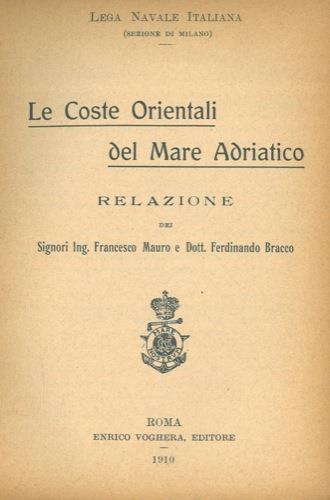 LEGA NAVALE ITALIANA
(SEZIONE DI MILANO)
Le Coste Orientali
del Mare Adriatico
RELAZIONE
DEI
Signori Ing. Francesco Mauro e Dott. Ferdinando Bracco
ROMA
ENRICO VOGHERA, EDITORE
1910